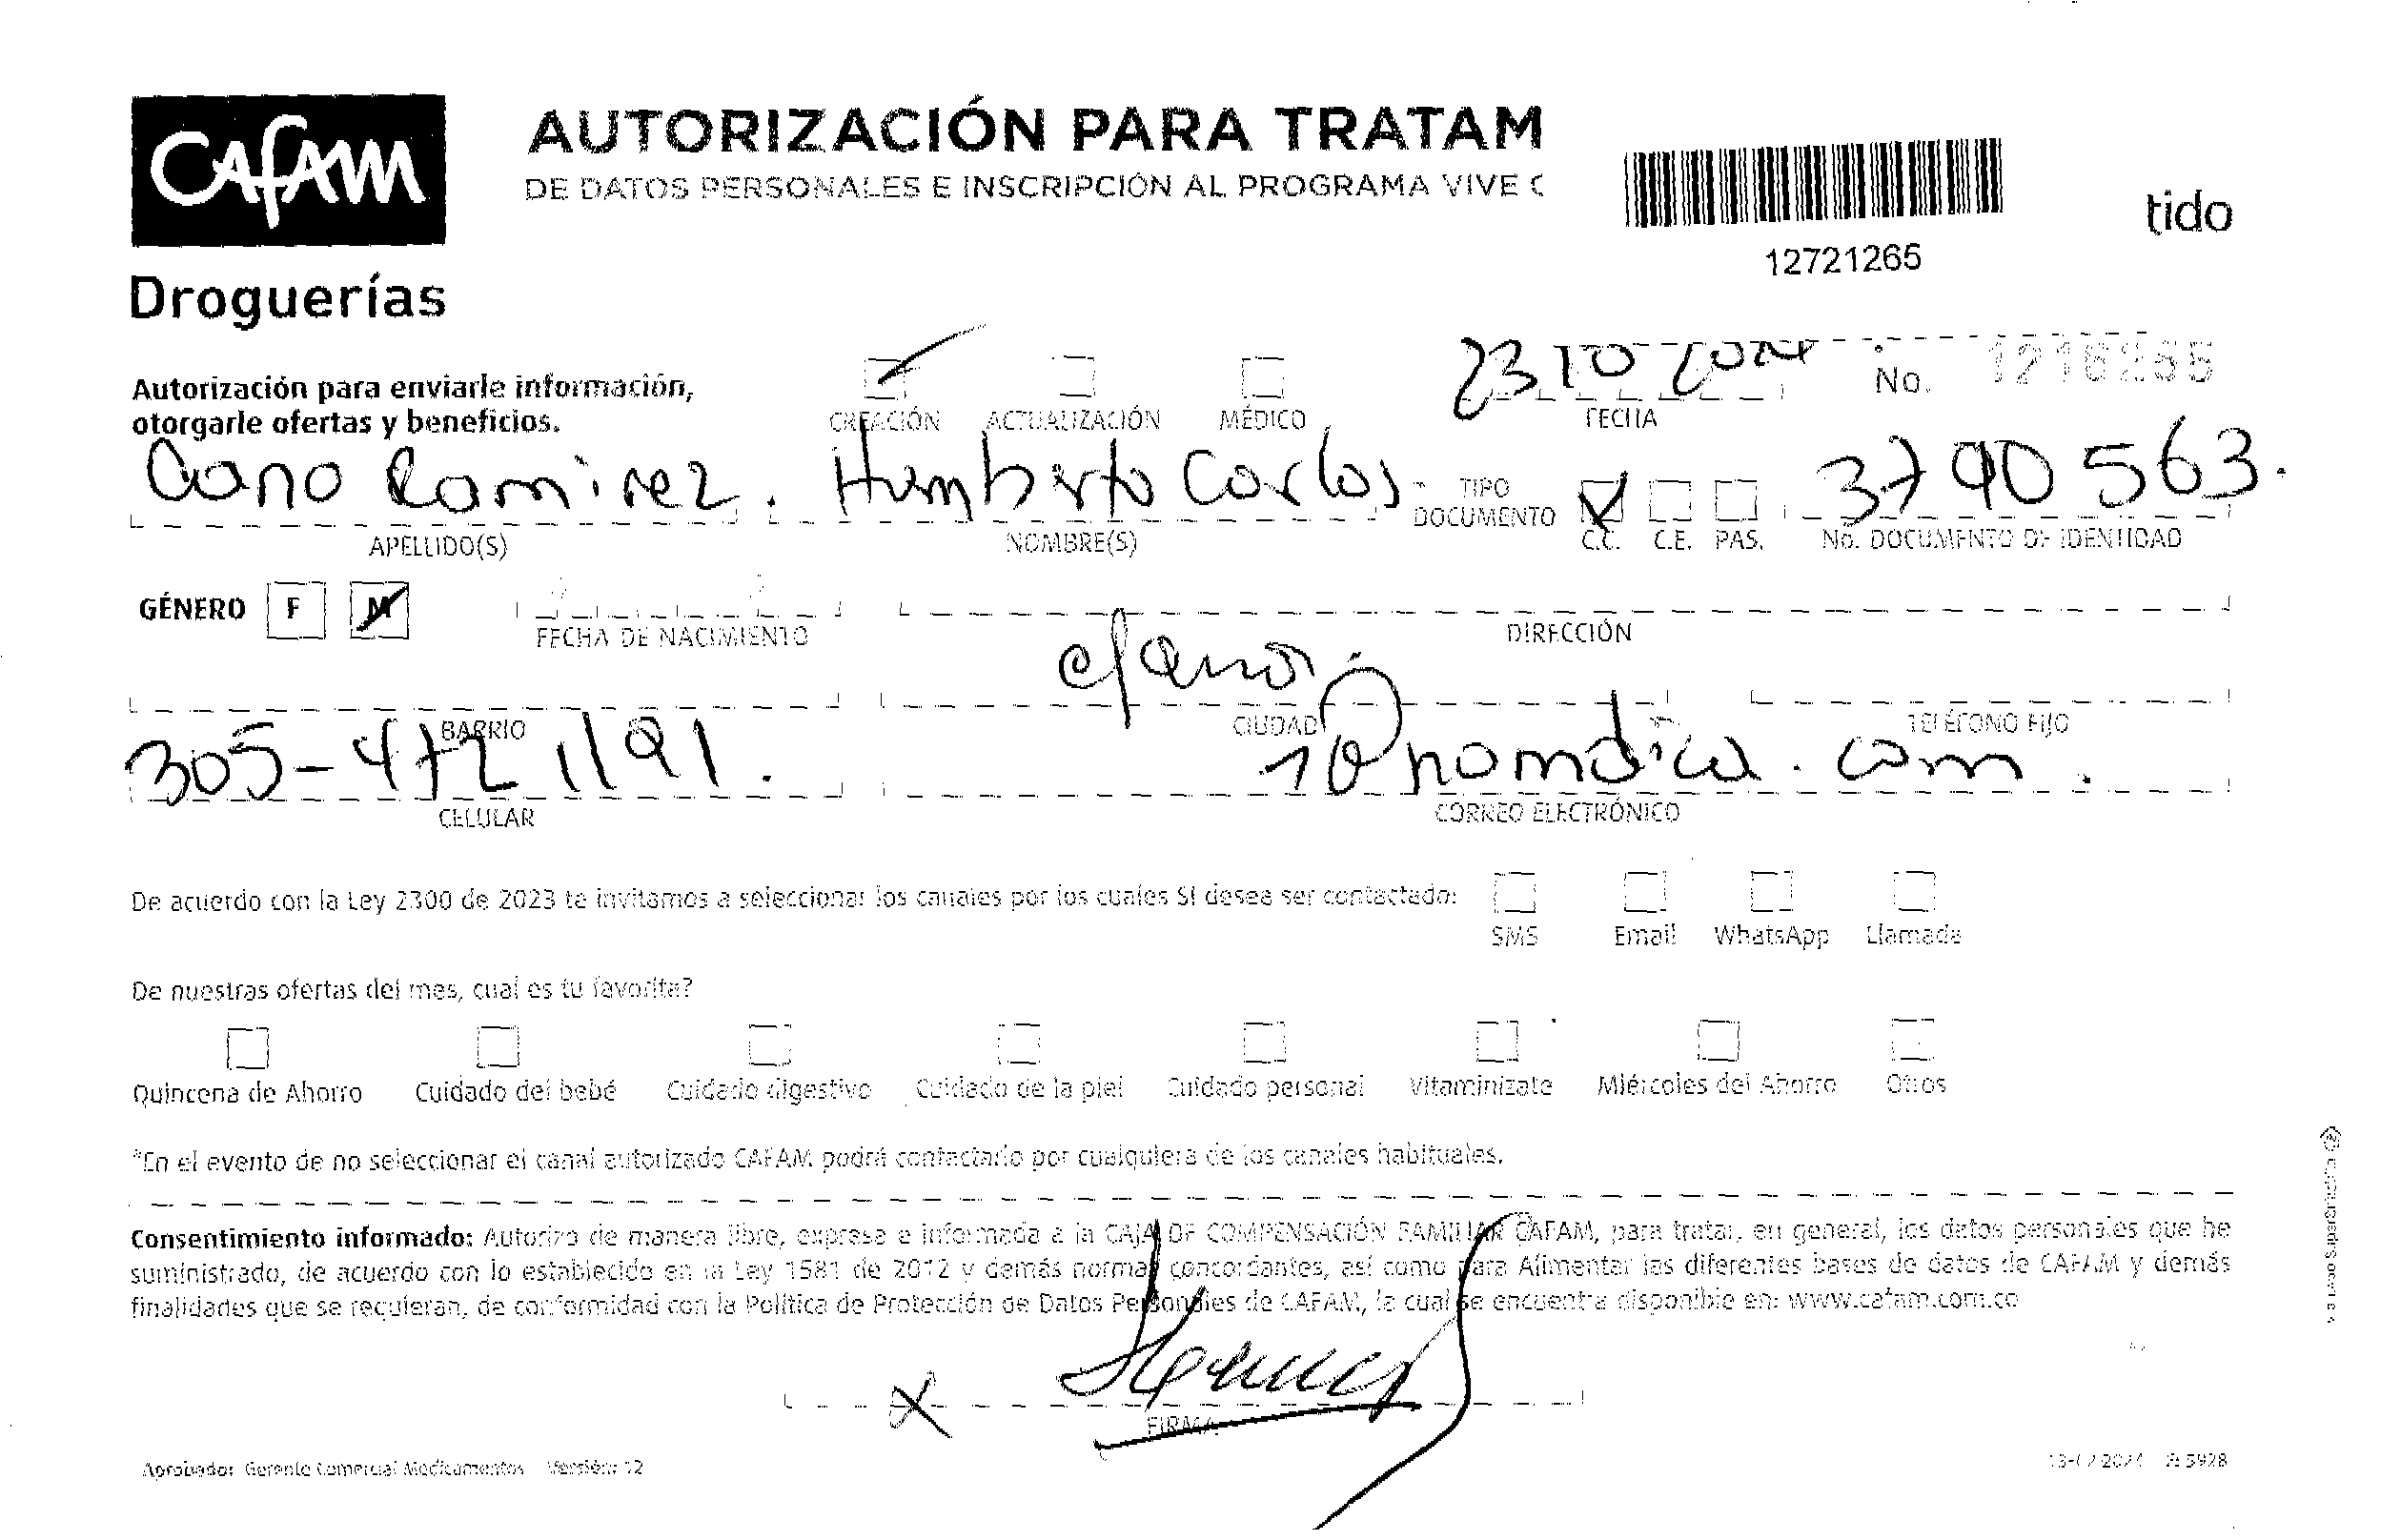 CAFAM
Droguerías
AUTORIZACIÓN PARA TRATAM
DE DATOS PERSONALES E INSCRIPCIÓN AL PROGRAMA VIVE C
12721265
tido
Autorización para enviarle información,
otorgarle ofertas y beneficios.
CREACIÓN ACTUALIZACIÓN MÉDICO
23 10 2024
FECHA
No. 1216255
Cano Ramirez. Humberto Carlos
APELLIDO(S) NOMBRE(S)
TIPO
DOCUMENTO
C.C. C.E. PAS.
3790563.
No. DOCUMENTO DE IDENTIDAD
GÉNERO F M
FECHA DE NACIMIENTO
DIRECCIÓN
BARRIO CIUDAD TELÉFONO FIJO
305-472 1191.
CELULAR
CORREO ELECTRÓNICO
De acuerdo con la Ley 2300 de 2023 te invitamos a seleccionar los canales por los cuales SI desea ser contactado:
SMS Email WhatsApp Llamada
De nuestras ofertas del mes, cual es tu favorita?
Quincena de Ahorro Cuidado del bebé Cuidado digestivo Cuidado de la piel Cuidado personal Vitaminízate Miércoles del Ahorro Otros
*En el evento de no seleccionar el canal autorizado CAFAM podrá contactarlo por cualquiera de los canales habituales.
Consentimiento informado: Autorizo de manera libre, expresa e informada a la CAJA DE COMPENSACIÓN FAMILIAR CAFAM, para tratar, en general, los datos personales que he
suministrado, de acuerdo con lo establecido en la Ley 1581 de 2012 y demás normas concordantes, así como para Alimentar las diferentes bases de datos de CAFAM y demás
finalidades que se requieran, de conformidad con la Política de Protección de Datos Personales de CAFAM, la cual se encuentra disponible en: www.cafam.com.co
X
FIRMA
Aprobador Gerente Comercial Medicamentos Versión: 12